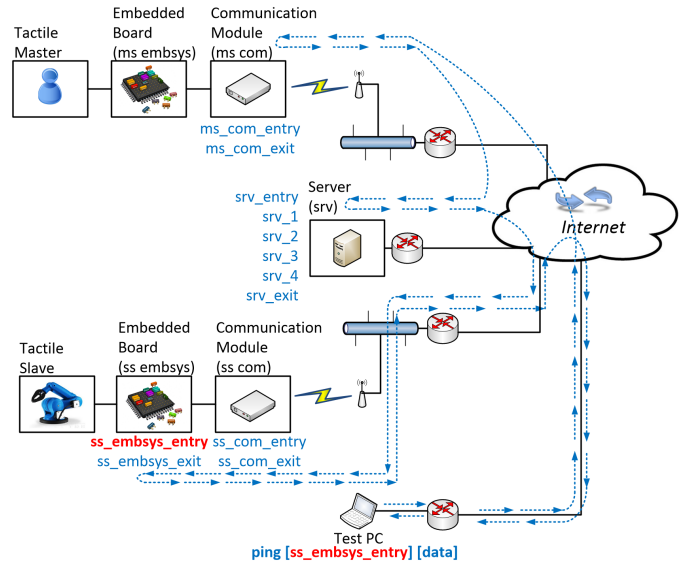 Tactile
Master
Embedded
Board
(ms embsys)
Communication
Module
(ms com)
ms_com_entry
ms_com_exit
srv_entry
srv_1
srv_2
srv_3
srv_4
srv_exit
Server
(srv)
Internet
Tactile
Slave
Embedded
Board
(ss embsys)
Communication
Module
(ss com)
ss_embsys_entry
ss_embsys_exit
ss_com_entry
ss_com_exit
Test PC
ping [ss_embsys_entry] [data]